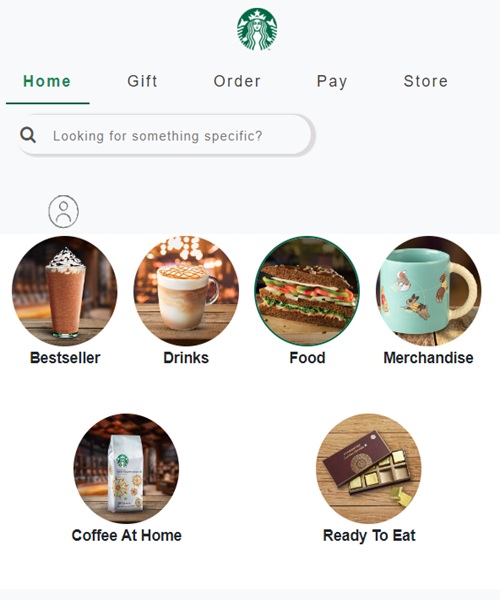 Home Gift Order Pay Store
Looking for something specific?
Bestseller Drinks Food Merchandise
Coffee At Home Ready To Eat